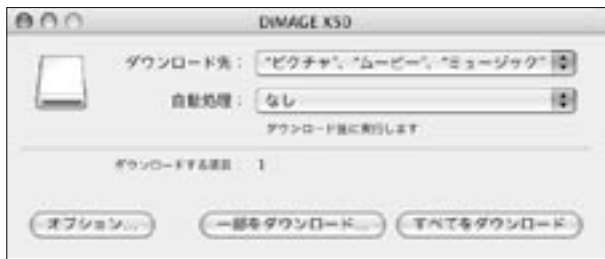 DiMAGE X50
ダウンロード先： "ピクチャ", "ムービー", "ミュージック"
自動処理： なし
ダウンロード後に実行します
ダウンロードする項目： 1
オプション... 一部をダウンロード... すべてをダウンロード